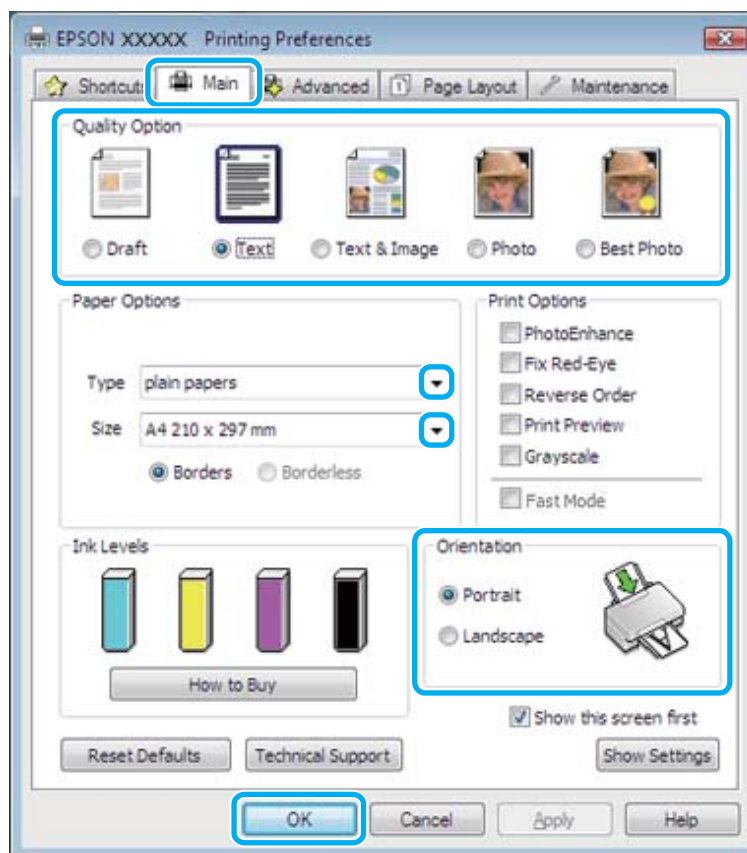 EPSON XXXXX Printing Preferences
Shortcuts Main Advanced Page Layout Maintenance
Quality Option
Draft Text Text & Image Photo Best Photo
Paper Options
Type plain papers
Size A4 210 x 297 mm
Borders Borderless
Print Options
PhotoEnhance
Fix Red-Eye
Reverse Order
Print Preview
Grayscale
Fast Mode
Ink Levels
How to Buy
Orientation
Portrait
Landscape
Show this screen first
Reset Defaults Technical Support Show Settings
OK Cancel Apply Help